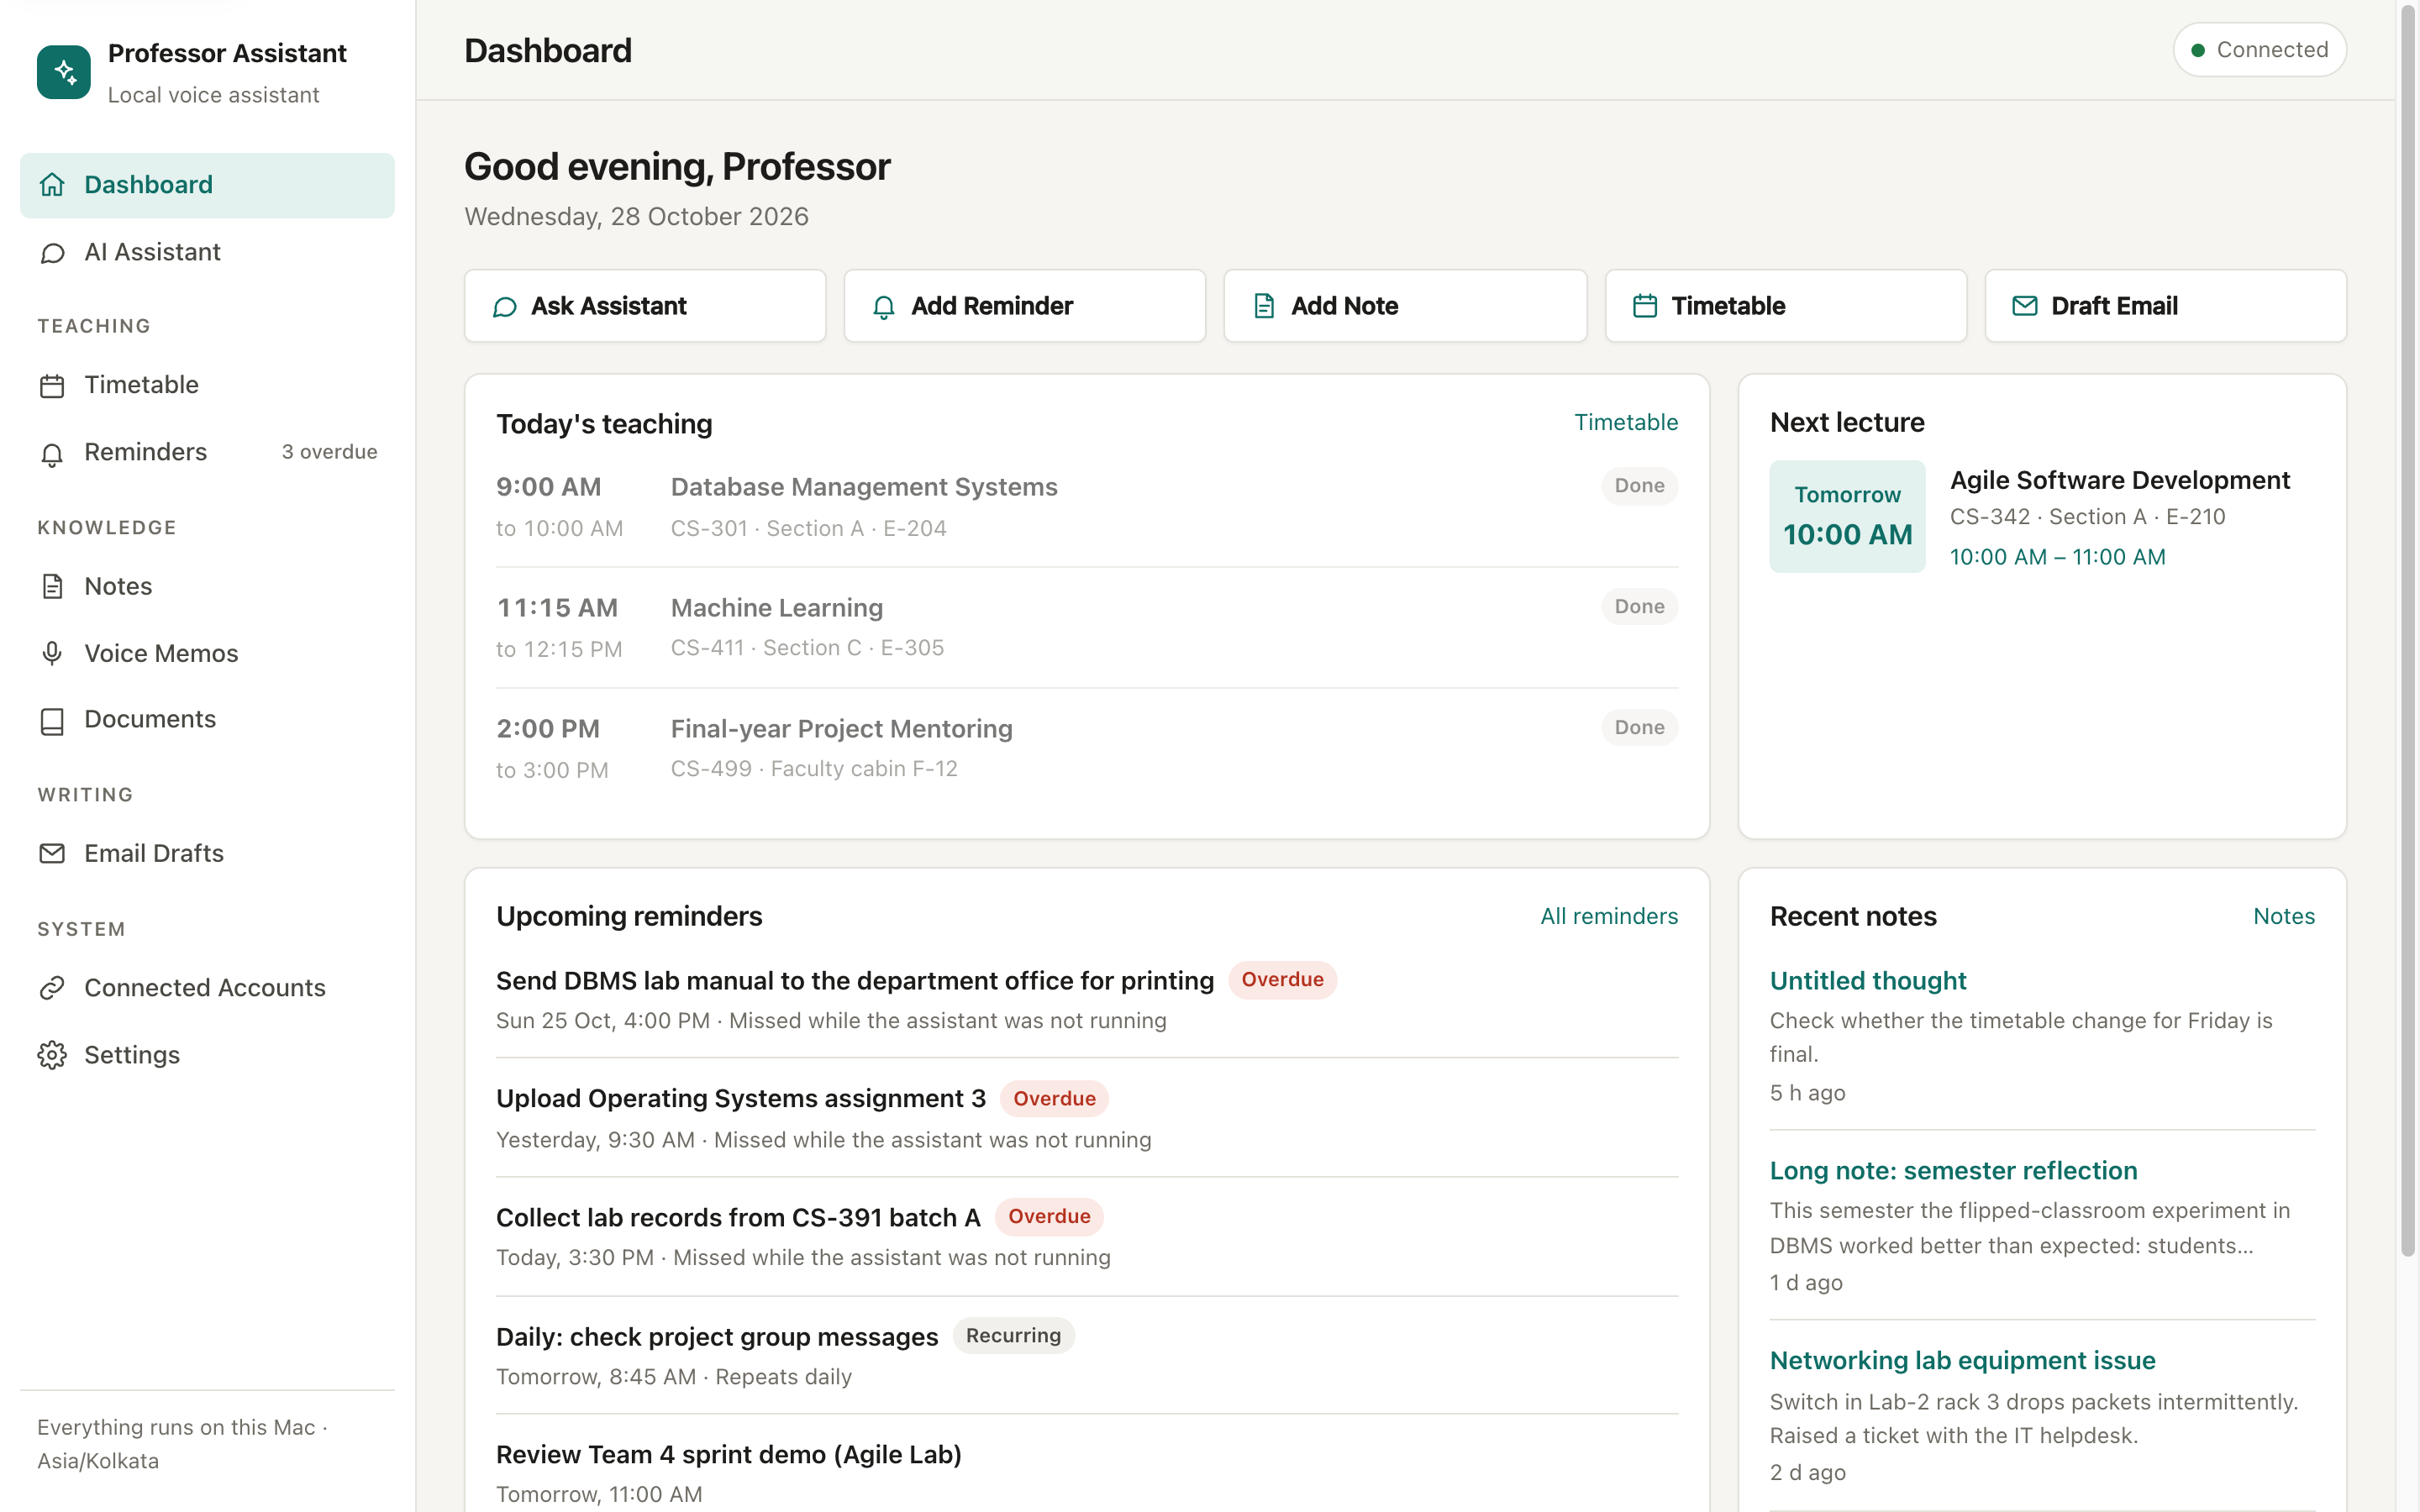 Professor Assistant
Local voice assistant
Dashboard
AI Assistant
TEACHING
Timetable
Reminders 3 overdue
KNOWLEDGE
Notes
Voice Memos
Documents
WRITING
Email Drafts
SYSTEM
Connected Accounts
Settings
Everything runs on this Mac ·
Asia/Kolkata
Dashboard
Connected
Good evening, Professor
Wednesday, 28 October 2026
Ask Assistant
Add Reminder
Add Note
Timetable
Draft Email
Today's teaching
Timetable
9:00 AM Database Management Systems Done
to 10:00 AM CS-301 · Section A · E-204
11:15 AM Machine Learning Done
to 12:15 PM CS-411 · Section C · E-305
2:00 PM Final-year Project Mentoring Done
to 3:00 PM CS-499 · Faculty cabin F-12
Next lecture
Tomorrow
10:00 AM
Agile Software Development
CS-342 · Section A · E-210
10:00 AM – 11:00 AM
Upcoming reminders
All reminders
Send DBMS lab manual to the department office for printing Overdue
Sun 25 Oct, 4:00 PM · Missed while the assistant was not running
Upload Operating Systems assignment 3 Overdue
Yesterday, 9:30 AM · Missed while the assistant was not running
Collect lab records from CS-391 batch A Overdue
Today, 3:30 PM · Missed while the assistant was not running
Daily: check project group messages Recurring
Tomorrow, 8:45 AM · Repeats daily
Review Team 4 sprint demo (Agile Lab)
Tomorrow, 11:00 AM
Recent notes
Notes
Untitled thought
Check whether the timetable change for Friday is
final.
5 h ago
Long note: semester reflection
This semester the flipped-classroom experiment in
DBMS worked better than expected: students...
1 d ago
Networking lab equipment issue
Switch in Lab-2 rack 3 drops packets intermittently.
Raised a ticket with the IT helpdesk.
2 d ago